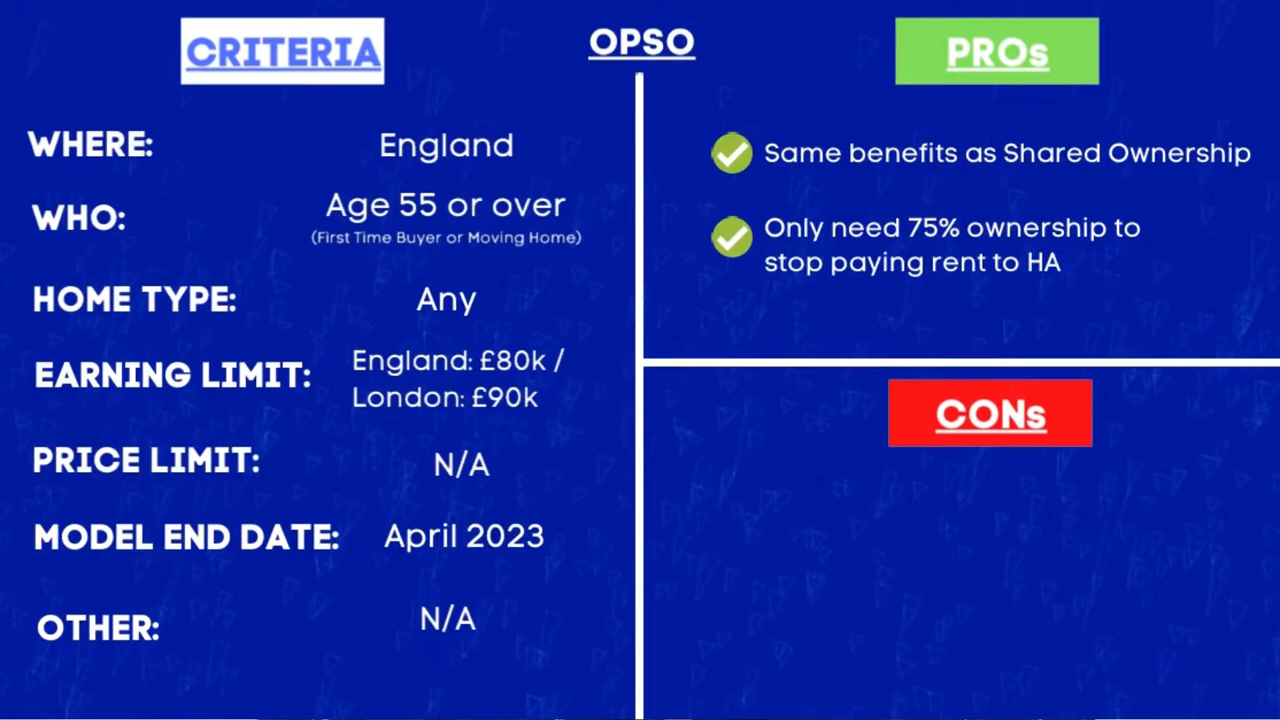 OPSO
CRITERIA
WHERE: England
WHO: Age 55 or over
(First Time Buyer or Moving Home)
HOME TYPE: Any
EARNING LIMIT: England: £80k /
London: £90k
PRICE LIMIT: N/A
MODEL END DATE: April 2023
OTHER: N/A
PROs
Same benefits as Shared Ownership
Only need 75% ownership to
stop paying rent to HA
CONs